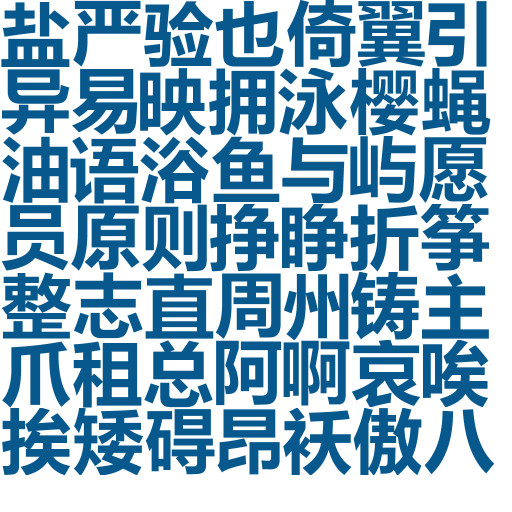 盐严验也倚翼引
异易映拥泳樱蝇
油语浴鱼与屿愿
员原则挣睁折筝
整志直周州铸主
爪租总阿啊哀唉
挨矮碍昂袄傲八